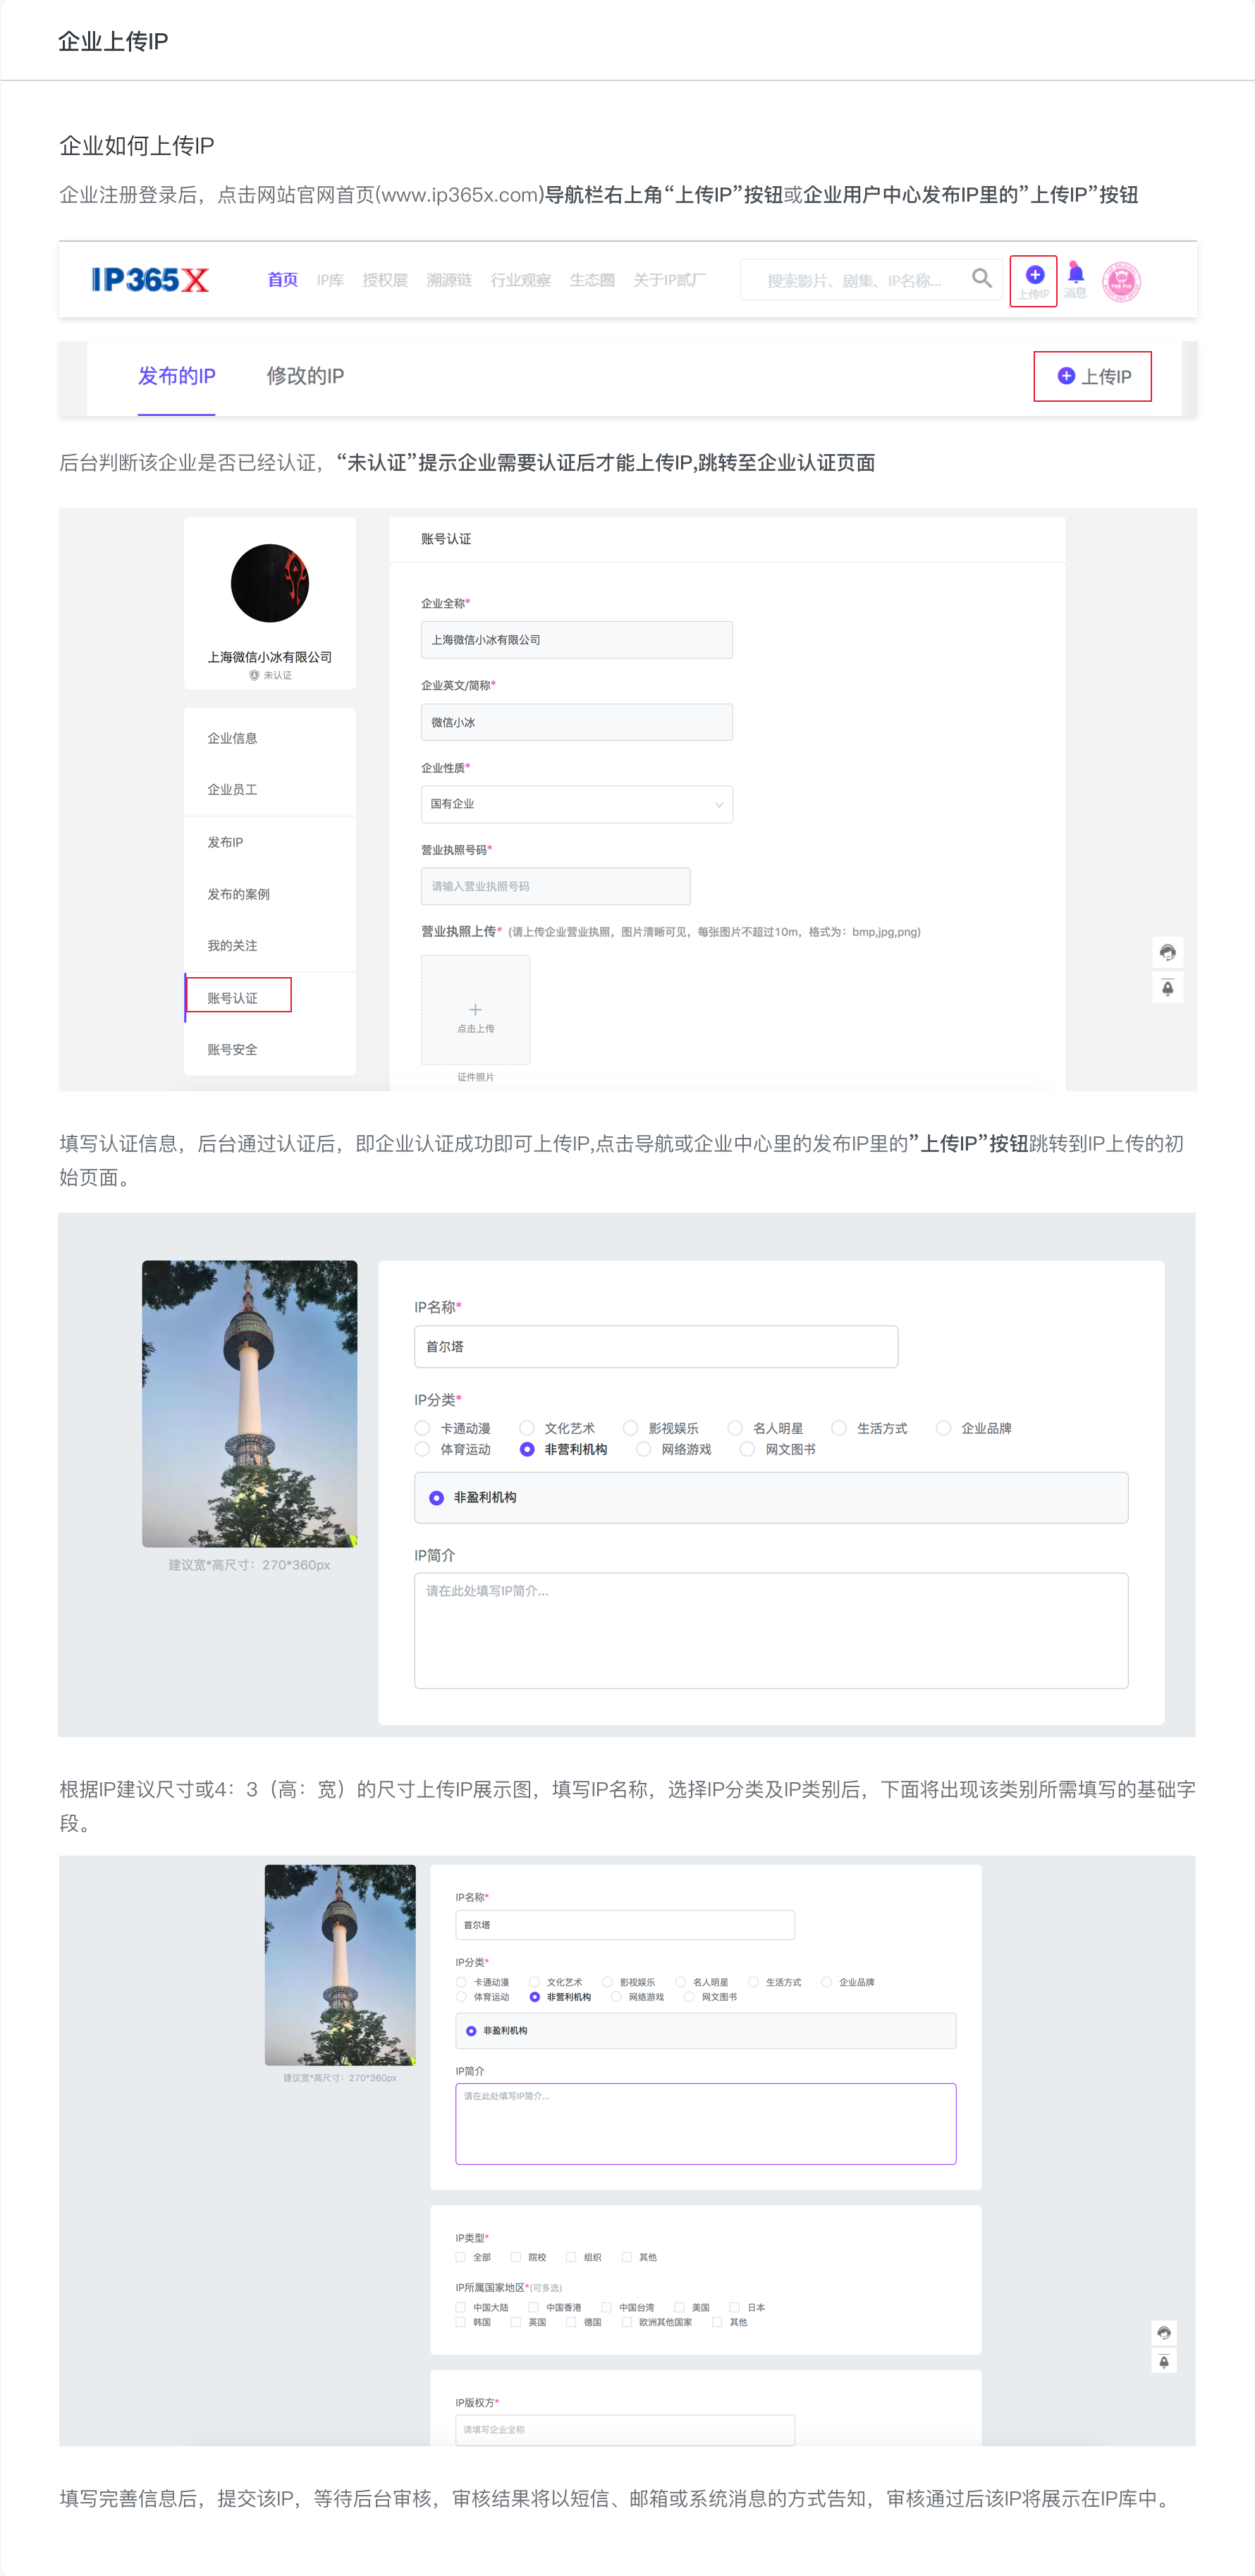 企业上传IP
企业如何上传IP
企业注册登录后，点击网站官网首页(www.ip365x.com)导航栏右上角“上传IP”按钮或企业用户中心发布IP里的”上传IP”按钮
IP365X 首页 IP库 授权展 溯源链 行业观察 生态圈 关于IP贰厂 搜索影片、剧集、IP名称... 上传IP 消息
发布的IP 修改的IP 上传IP
后台判断该企业是否已经认证，“未认证”提示企业需要认证后才能上传IP,跳转至企业认证页面
上海微信小冰有限公司
未认证
企业信息
企业员工
发布IP
发布的案例
我的关注
账号认证
账号安全
账号认证
企业全称*
上海微信小冰有限公司
企业英文/简称*
微信小冰
企业性质*
国有企业
营业执照号码*
请输入营业执照号码
营业执照上传* (请上传企业营业执照，图片清晰可见，每张图片不超过10m，格式为：bmp,jpg,png)
点击上传
证件照片
填写认证信息，后台通过认证后，即企业认证成功即可上传IP,点击导航或企业中心里的发布IP里的”上传IP”按钮跳转到IP上传的初
始页面。
建议宽*高尺寸：270*360px
IP名称*
首尔塔
IP分类*
卡通动漫 文化艺术 影视娱乐 名人明星 生活方式 企业品牌
体育运动 非营利机构 网络游戏 网文图书
非盈利机构
IP简介
请在此处填写IP简介...
根据IP建议尺寸或4：3（高：宽）的尺寸上传IP展示图，填写IP名称，选择IP分类及IP类别后，下面将出现该类别所需填写的基础字
段。
建议宽*高尺寸：270*360px
IP名称*
首尔塔
IP分类*
卡通动漫 文化艺术 影视娱乐 名人明星 生活方式 企业品牌
体育运动 非营利机构 网络游戏 网文图书
非盈利机构
IP简介
请在此处填写IP简介...
IP类型*
全部 院校 组织 其他
IP所属国家地区*(可多选)
中国大陆 中国香港 中国台湾 美国 日本
韩国 英国 德国 欧洲其他国家 其他
IP版权方*
请填写企业全称
填写完善信息后，提交该IP，等待后台审核，审核结果将以短信、邮箱或系统消息的方式告知，审核通过后该IP将展示在IP库中。